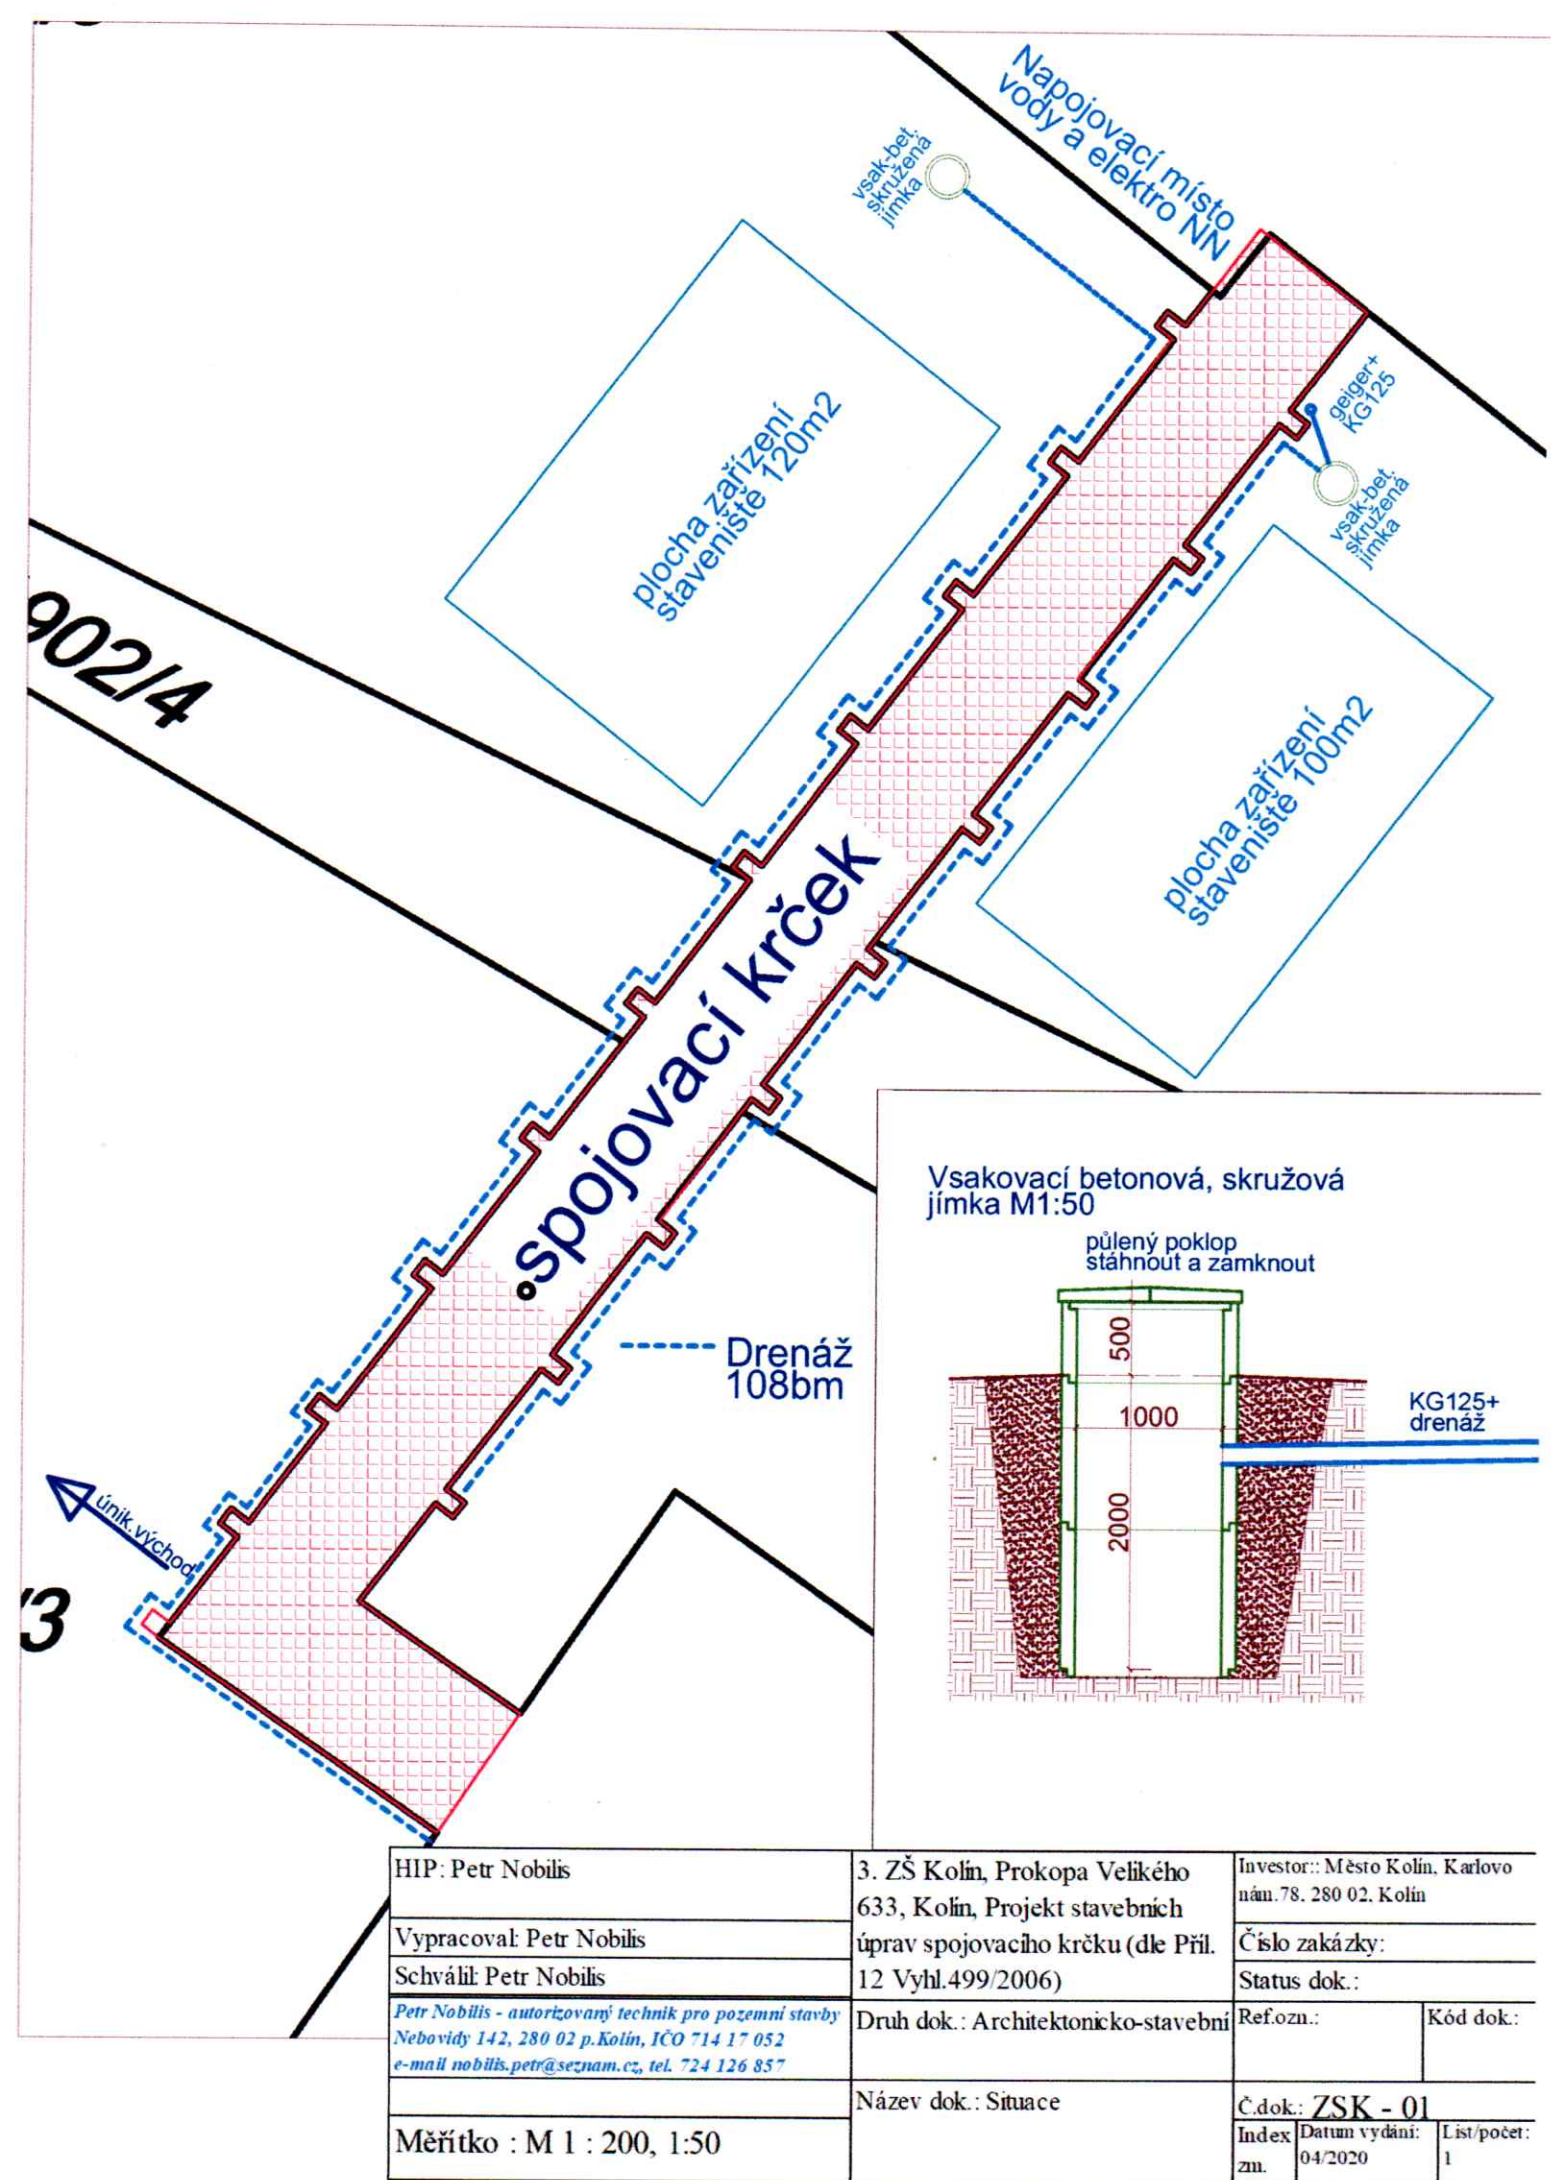 Napojovací místo
vody a elektro NN
vsak-bet.
skružená
jímka
geiger+
KG125
vsak-bet.
skružená
jímka
plocha zařízení
staveniště 120m2
902/4
plocha zařízení
staveniště 100m2
spojovací krček
Drenáž
108bm
únik.východ
/3
Vsakovací betonová, skružová
jímka M1:50
půlený poklop
stáhnout a zamknout
500
1000
2000
KG125+
drenáž
HIP: Petr Nobilis
Vypracoval: Petr Nobilis
Schválil: Petr Nobilis
Petr Nobilis - autorizovaný technik pro pozemní stavby
Nebovidy 142, 280 02 p.Kolín, IČO 714 17 052
e-mail nobilis.petr@seznam.cz, tel. 724 126 857
Měřítko : M 1 : 200, 1:50
3. ZŠ Kolín, Prokopa Velikého
633, Kolín, Projekt stavebních
úprav spojovacího krčku (dle Příl.
12 Vyhl.499/2006)
Druh dok.: Architektonicko-stavební
Název dok.: Situace
Investor:: Město Kolín, Karlovo
nám.78. 280 02. Kolín
Číslo zakázky:
Status dok.:
Ref.ozn.:
Kód dok.:
Č.dok.: ZSK - 01
Index
zm.
Datum vydání:
04/2020
List/počet:
1